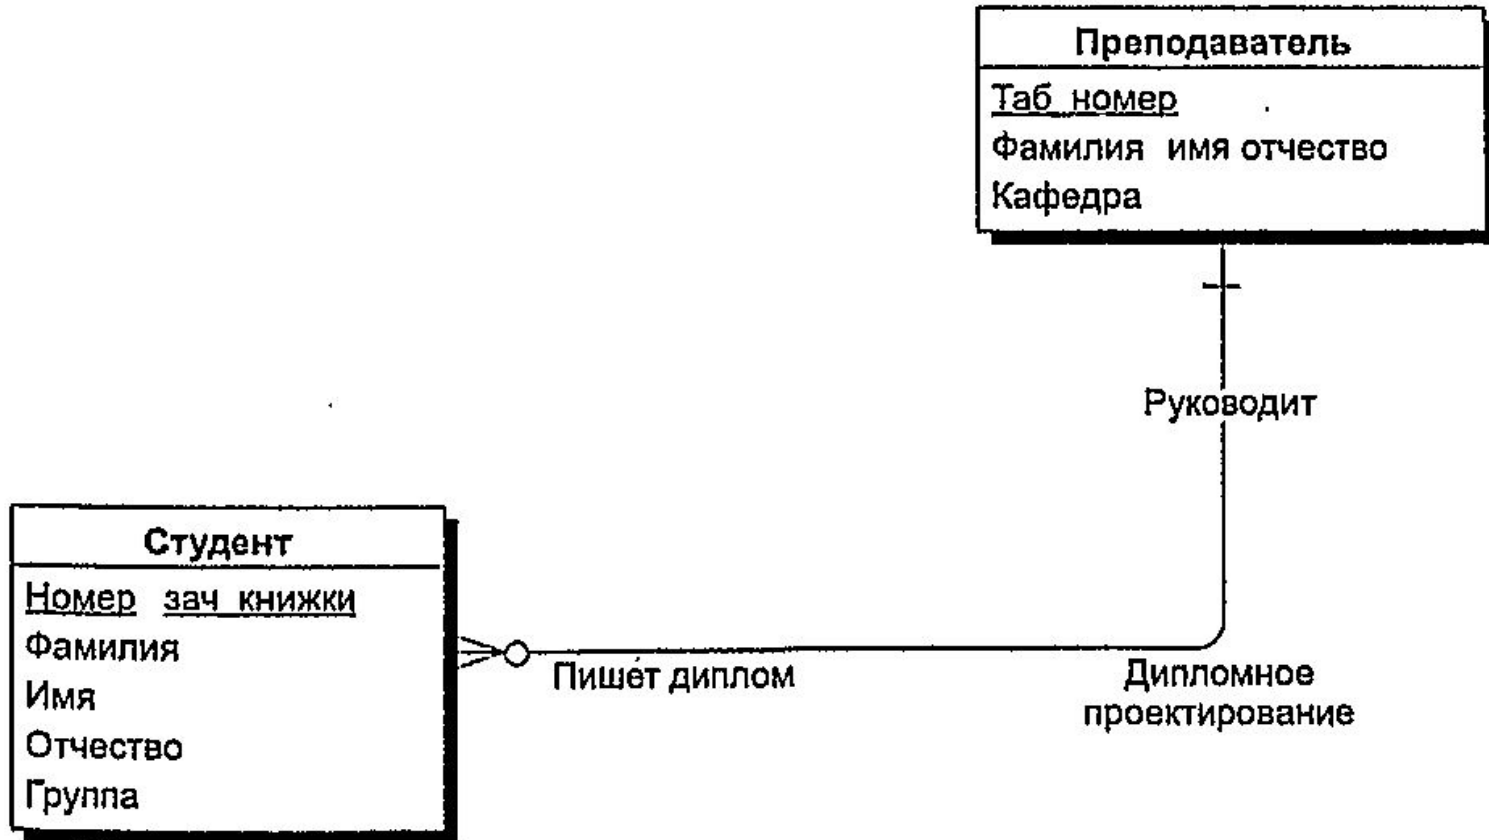 Преподаватель
Таб_номер
Фамилия имя отчество
Кафедра
Руководит
Студент
Номер_зач_книжки
Фамилия
Имя
Отчество
Группа
Пишет диплом
Дипломное
проектирование